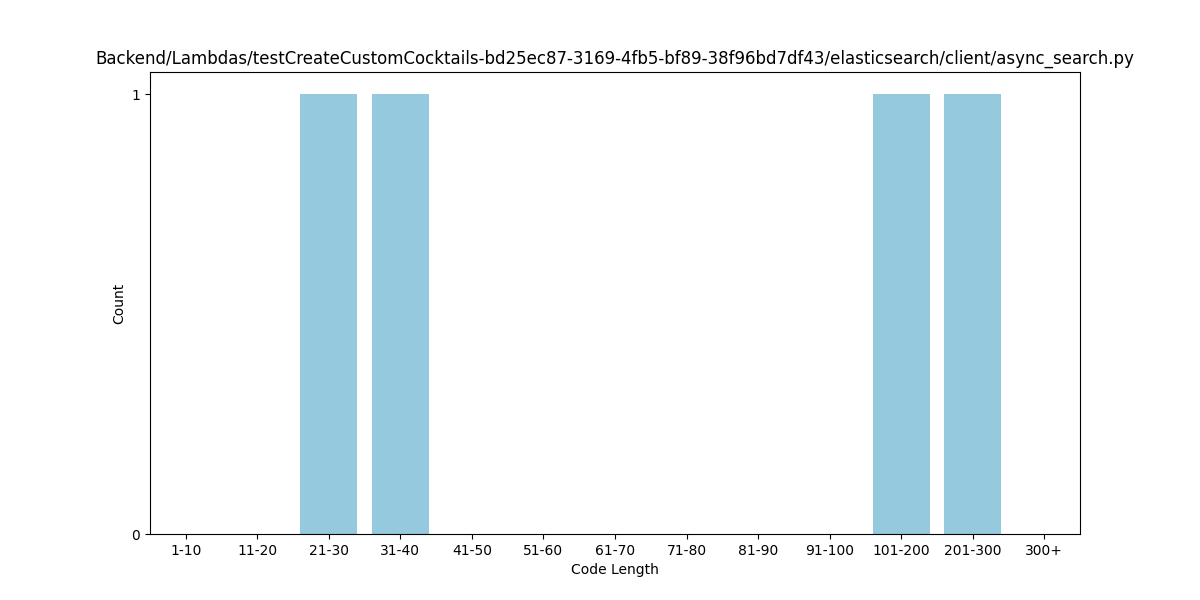 Backend/Lambdas/testCreateCustomCocktails-bd25ec87-3169-4fb5-bf89-38f96bd7df43/elasticsearch/client/async_search.py
1
Count
0
1-10 11-20 21-30 31-40 41-50 51-60 61-70 71-80 81-90 91-100 101-200 201-300 300+
Code Length